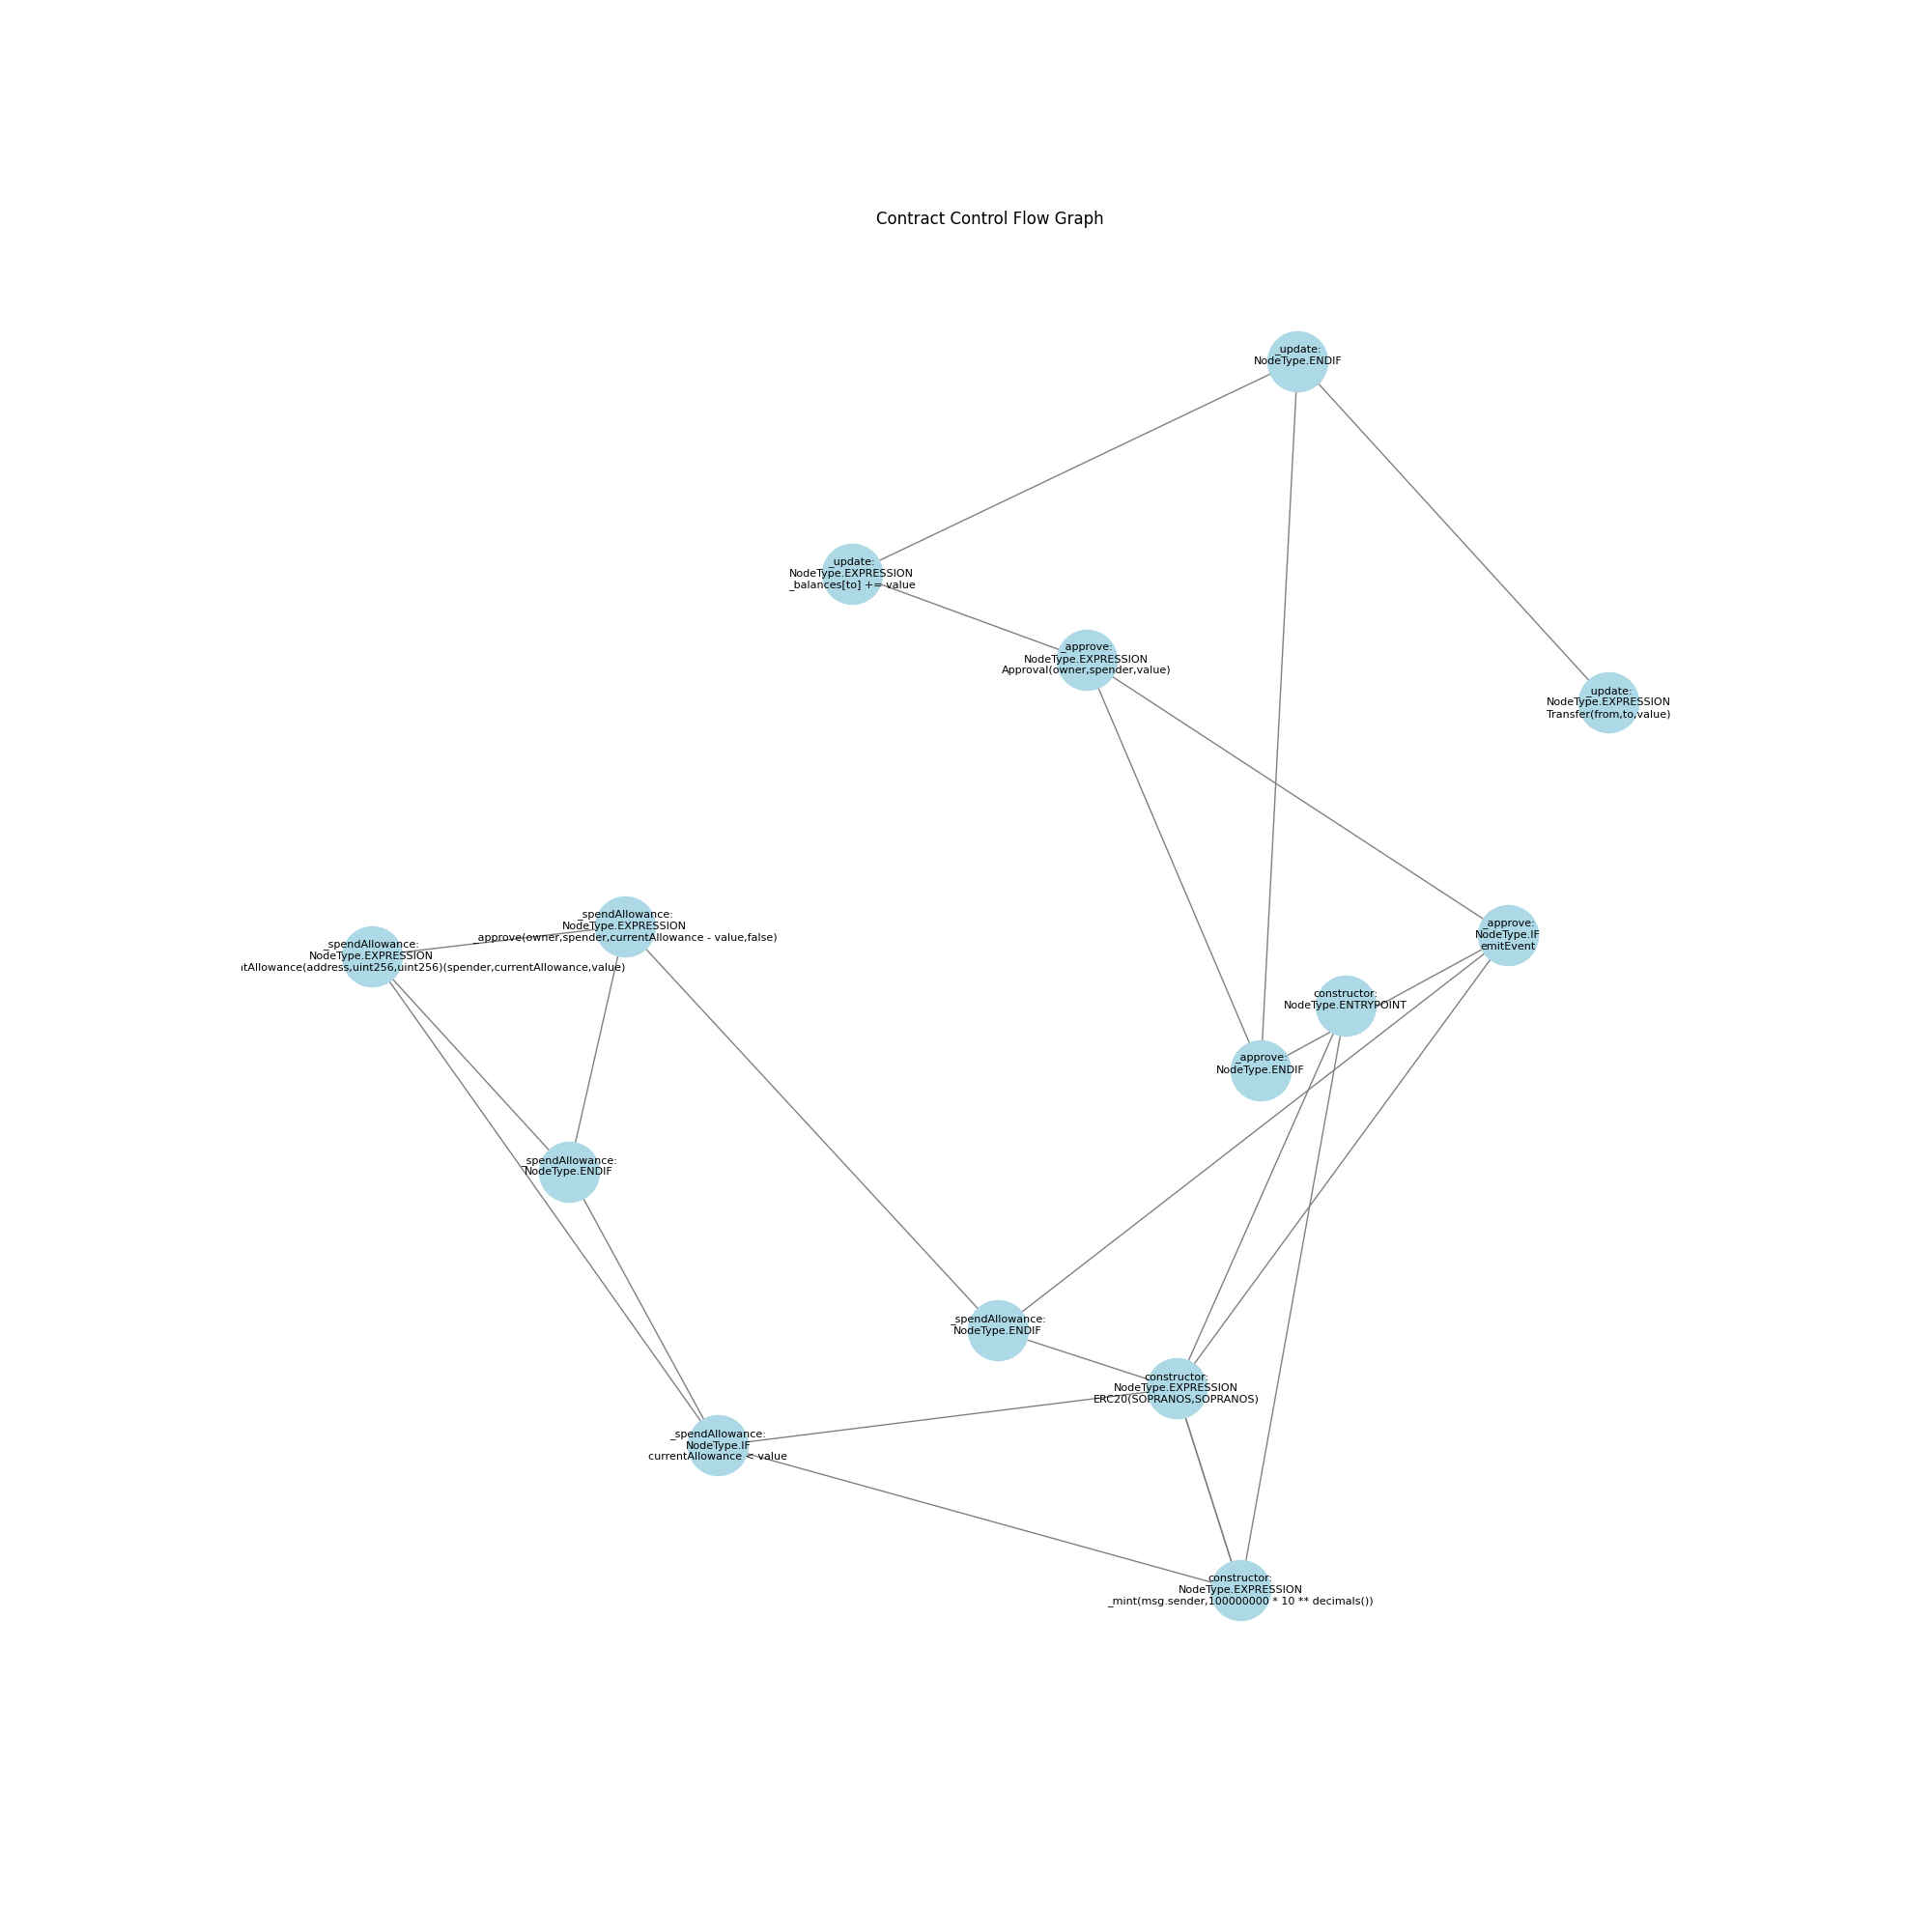 Contract Control Flow Graph
_update:
NodeType.ENDIF
_update:
NodeType.EXPRESSION
_balances[to] += value
_approve:
NodeType.EXPRESSION
Approval(owner,spender,value)
_update:
NodeType.EXPRESSION
Transfer(from,to,value)
_spendAllowance:
NodeType.EXPRESSION
_approve(owner,spender,currentAllowance - value,false)
_approve:
NodeType.IF
emitEvent
_spendAllowance:
NodeType.EXPRESSION
ntAllowance(address,uint256,uint256)(spender,currentAllowance,value)
constructor:
NodeType.ENTRYPOINT
_approve:
NodeType.ENDIF
_spendAllowance:
NodeType.ENDIF
_spendAllowance:
NodeType.ENDIF
constructor:
NodeType.EXPRESSION
ERC20(SOPRANOS,SOPRANOS)
_spendAllowance:
NodeType.IF
currentAllowance < value
constructor:
NodeType.EXPRESSION
_mint(msg.sender,100000000 * 10 ** decimals())